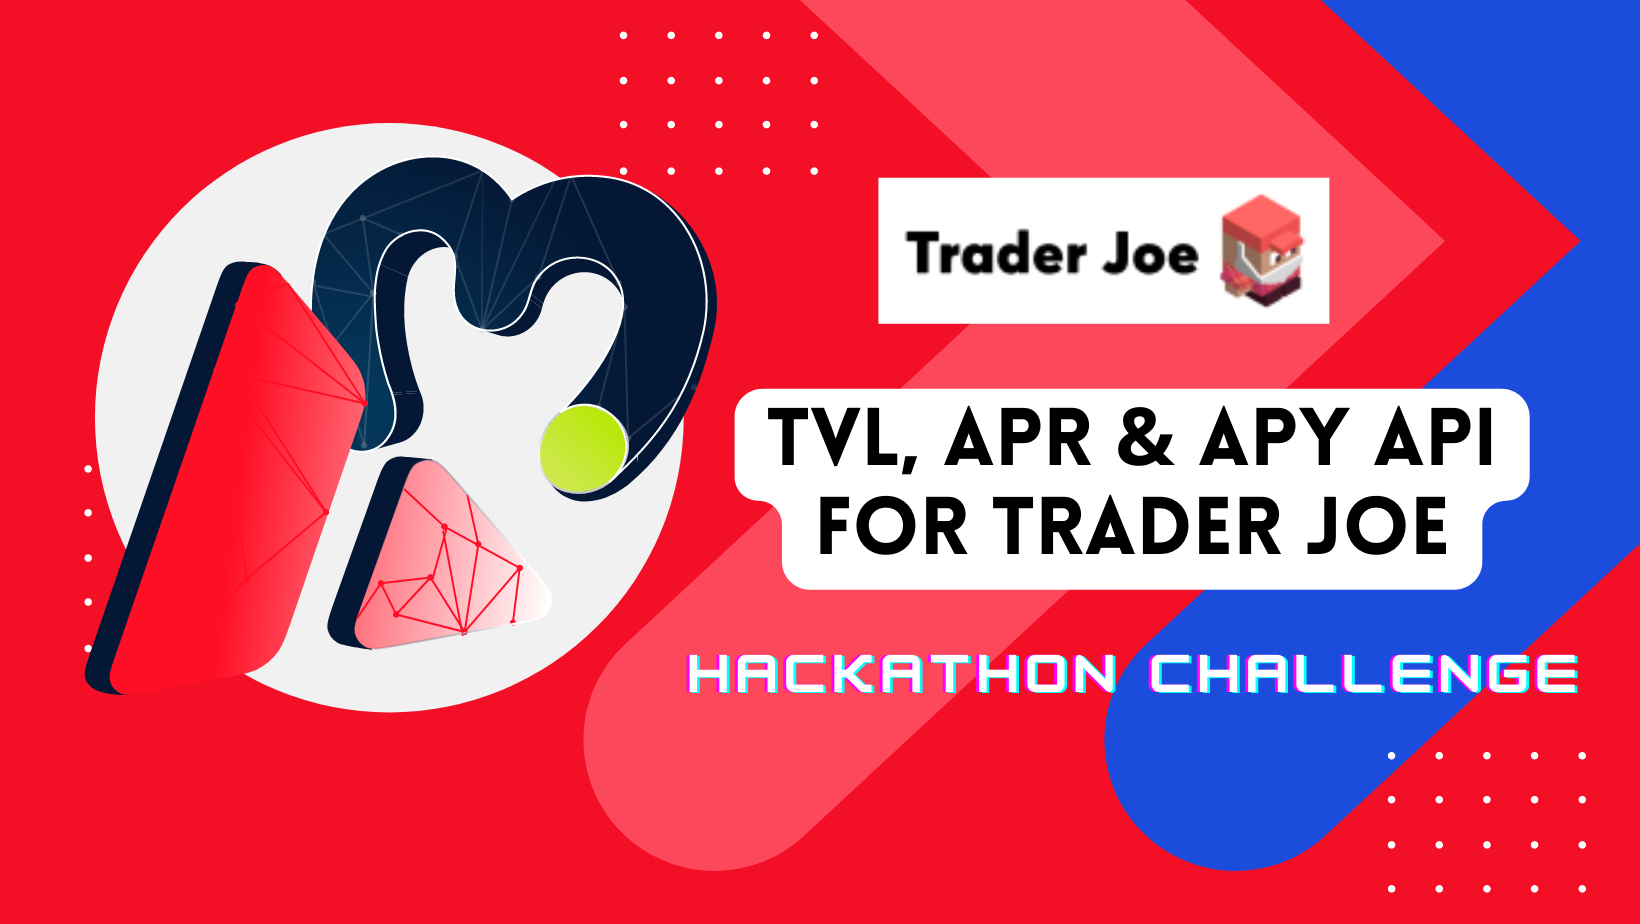 Trader Joe
TVL, APR & APY API
FOR TRADER JOE
HACKATHON CHALLENGE